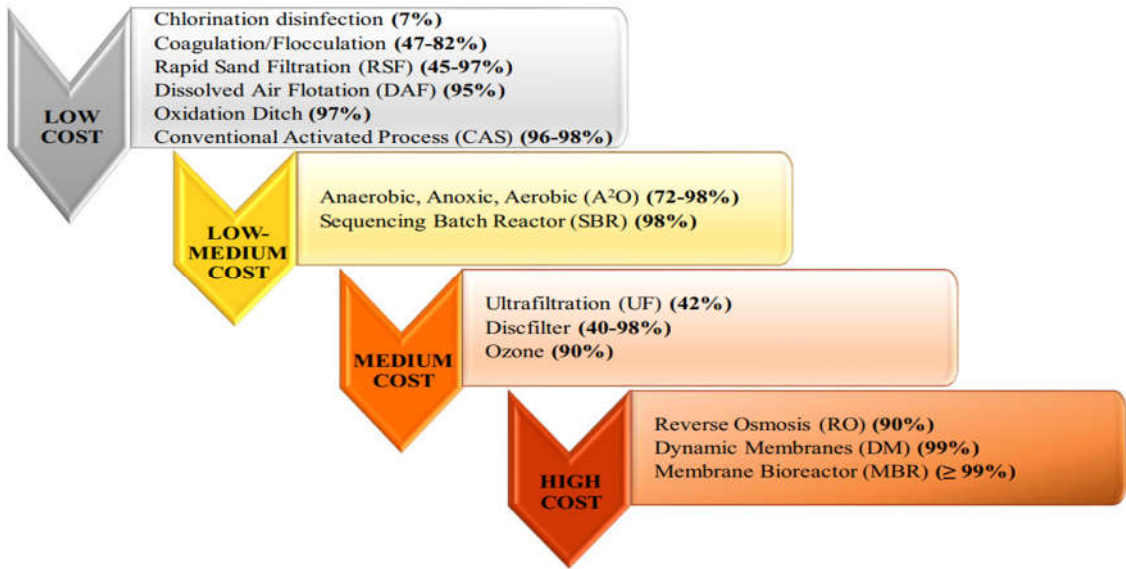 LOW
COST
Chlorination disinfection (7%)
Coagulation/Flocculation (47-82%)
Rapid Sand Filtration (RSF) (45-97%)
Dissolved Air Flotation (DAF) (95%)
Oxidation Ditch (97%)
Conventional Activated Process (CAS) (96-98%)
LOW-
MEDIUM
COST
Anaerobic, Anoxic, Aerobic (A²O) (72-98%)
Sequencing Batch Reactor (SBR) (98%)
MEDIUM
COST
Ultrafiltration (UF) (42%)
Discfilter (40-98%)
Ozone (90%)
HIGH
COST
Reverse Osmosis (RO) (90%)
Dynamic Membranes (DM) (99%)
Membrane Bioreactor (MBR) (≥ 99%)